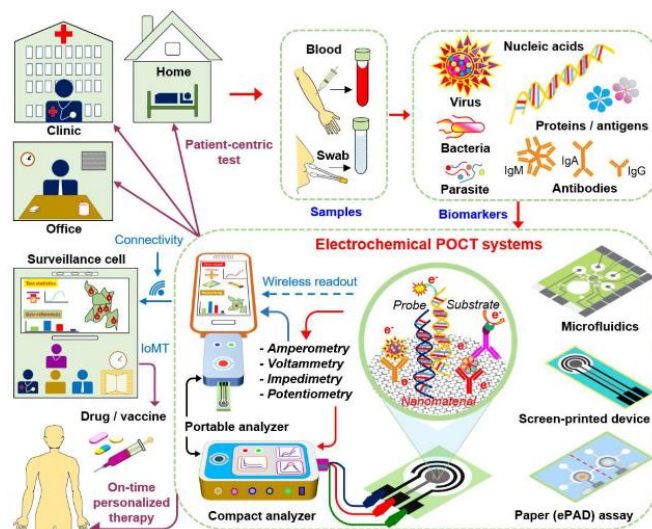 Clinic
Home
Office
Patient-centric
test
Blood
Swab
Samples
Virus
Bacteria
Parasite
Nucleic acids
Proteins / antigens
IgM
IgA
IgG
Antibodies
Biomarkers
Electrochemical POCT systems
Connectivity
Surveillance cell
Test statistics
IoMT
Drug / vaccine
On-time
personalized
therapy
Wireless readout
- Amperometry
- Voltammetry
- Impedimetry
- Potentiometry
Portable analyzer
Compact analyzer
Probe
Substrate
e-
e-
e-
e-
e-
Nanomaterial
Microfluidics
Screen-printed device
Paper (ePAD) assay